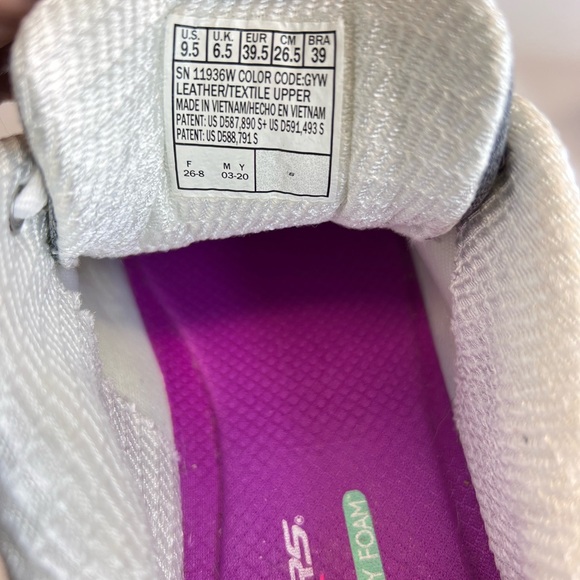 U.S. U.K. EUR CM BRA
9.5 6.5 39.5 26.5 39
SN 11936W COLOR CODE:GYW
LEATHER/TEXTILE UPPER
MADE IN VIETNAM/HECHO EN VIETNAM
PATENT: US D587,890 S+ US D591,493 S
PATENT: US D588,791 S
F M Y
26-8 03-20
RS®
Y FOAM™